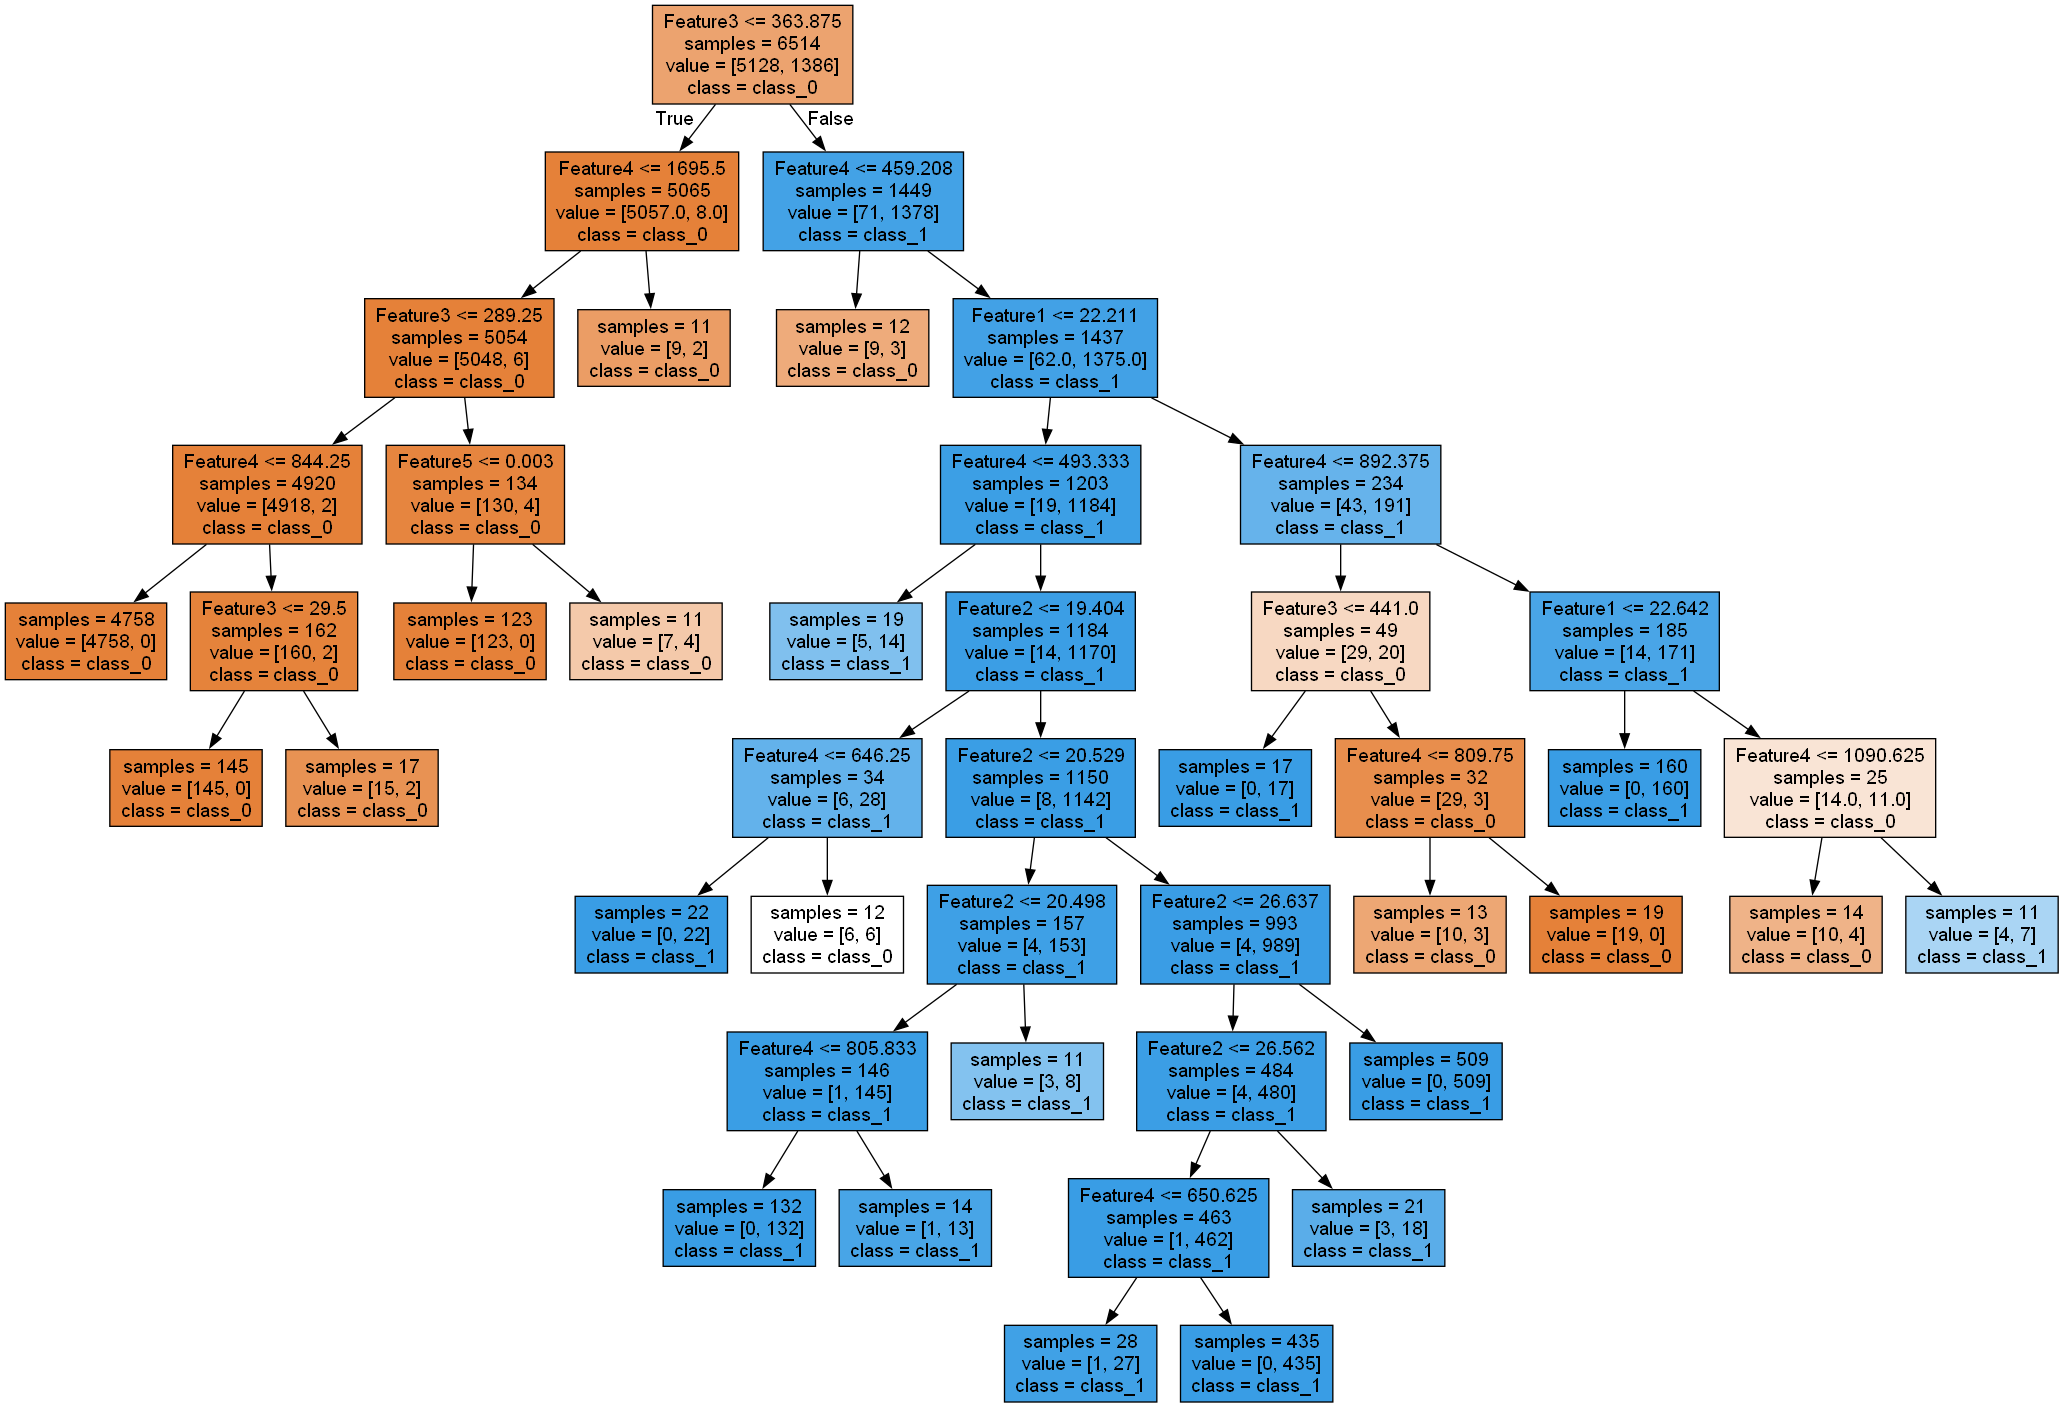 Feature3 <= 363.875
samples = 6514
value = [5128, 1386]
class = class_0
True
False
Feature4 <= 1695.5
samples = 5065
value = [5057.0, 8.0]
class = class_0
Feature4 <= 459.208
samples = 1449
value = [71, 1378]
class = class_1
Feature3 <= 289.25
samples = 5054
value = [5048, 6]
class = class_0
samples = 11
value = [9, 2]
class = class_0
samples = 12
value = [9, 3]
class = class_0
Feature1 <= 22.211
samples = 1437
value = [62.0, 1375.0]
class = class_1
Feature4 <= 844.25
samples = 4920
value = [4918, 2]
class = class_0
Feature5 <= 0.003
samples = 134
value = [130, 4]
class = class_0
Feature4 <= 493.333
samples = 1203
value = [19, 1184]
class = class_1
Feature4 <= 892.375
samples = 234
value = [43, 191]
class = class_1
samples = 4758
value = [4758, 0]
class = class_0
Feature3 <= 29.5
samples = 162
value = [160, 2]
class = class_0
samples = 123
value = [123, 0]
class = class_0
samples = 11
value = [7, 4]
class = class_0
samples = 19
value = [5, 14]
class = class_1
Feature2 <= 19.404
samples = 1184
value = [14, 1170]
class = class_1
Feature3 <= 441.0
samples = 49
value = [29, 20]
class = class_0
Feature1 <= 22.642
samples = 185
value = [14, 171]
class = class_1
samples = 145
value = [145, 0]
class = class_0
samples = 17
value = [15, 2]
class = class_0
Feature4 <= 646.25
samples = 34
value = [6, 28]
class = class_1
Feature2 <= 20.529
samples = 1150
value = [8, 1142]
class = class_1
samples = 17
value = [0, 17]
class = class_1
Feature4 <= 809.75
samples = 32
value = [29, 3]
class = class_0
samples = 160
value = [0, 160]
class = class_1
Feature4 <= 1090.625
samples = 25
value = [14.0, 11.0]
class = class_0
samples = 22
value = [0, 22]
class = class_1
samples = 12
value = [6, 6]
class = class_0
Feature2 <= 20.498
samples = 157
value = [4, 153]
class = class_1
Feature2 <= 26.637
samples = 993
value = [4, 989]
class = class_1
samples = 13
value = [10, 3]
class = class_0
samples = 19
value = [19, 0]
class = class_0
samples = 14
value = [10, 4]
class = class_0
samples = 11
value = [4, 7]
class = class_1
Feature4 <= 805.833
samples = 146
value = [1, 145]
class = class_1
samples = 11
value = [3, 8]
class = class_1
Feature2 <= 26.562
samples = 484
value = [4, 480]
class = class_1
samples = 509
value = [0, 509]
class = class_1
samples = 132
value = [0, 132]
class = class_1
samples = 14
value = [1, 13]
class = class_1
Feature4 <= 650.625
samples = 463
value = [1, 462]
class = class_1
samples = 21
value = [3, 18]
class = class_1
samples = 28
value = [1, 27]
class = class_1
samples = 435
value = [0, 435]
class = class_1